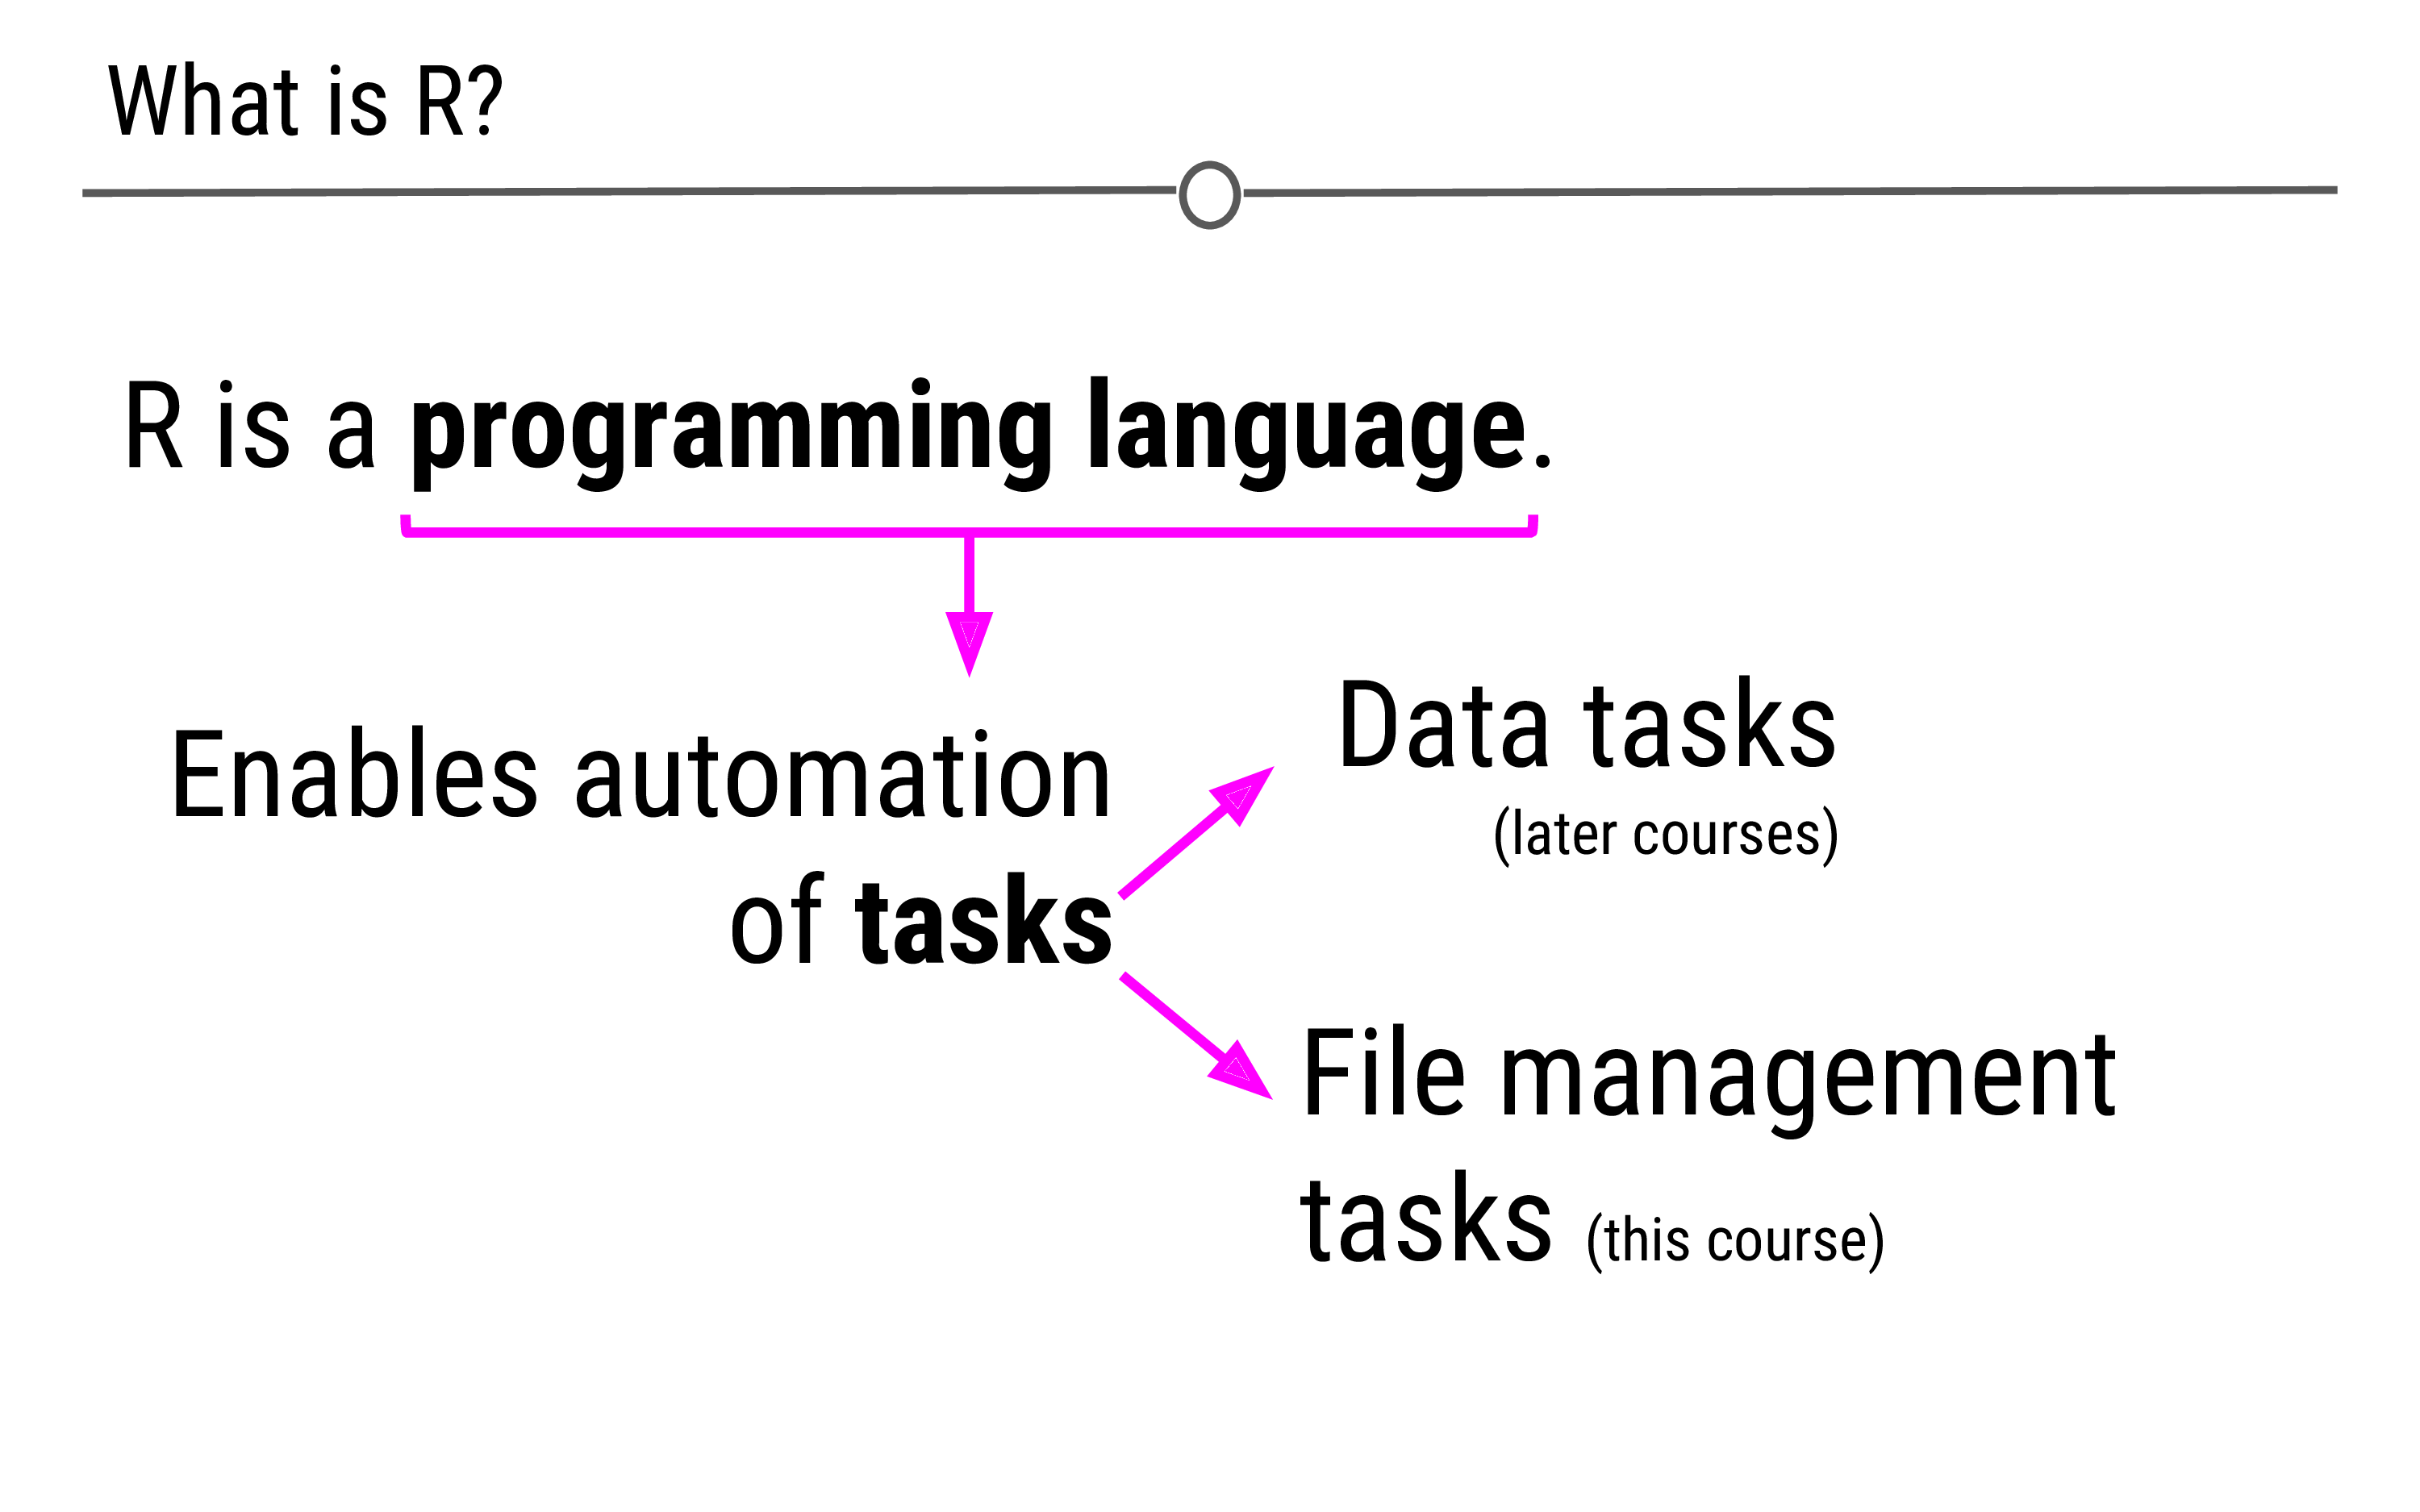 What is R?
R is a programming language.
Enables automation
of tasks
Data tasks
(later courses)
File management
tasks (this course)